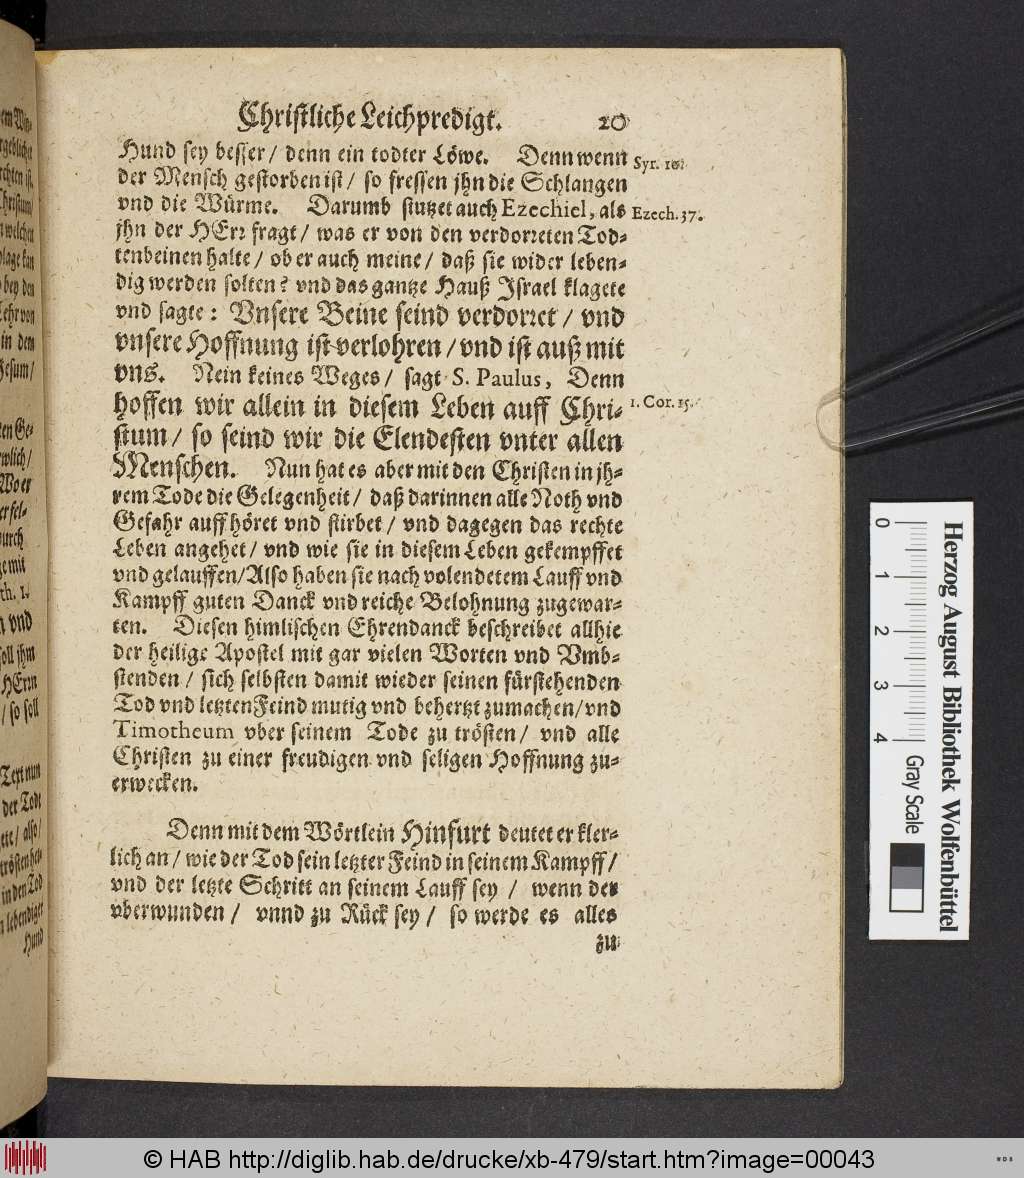 Christliche Leichpredigt. 20
Hund sey besser / denn ein todter Löwe. Denn wenn Syr. 10.
der Mensch gestorben ist / so fressen jhn die Schlangen
vnd die Würme. Darumb stutzet auch Ezechiel, als Ezech. 37.
jhn der HErr fragt / was er von den verdorreten Tod-
tenbeinen halte / ob er auch meine / daß sie wider leben-
dig werden solten? vnd das gantze Hauß Israel klagete
vnd sagte: Vnsere Beine seind verdorret / vnd
vnsere Hoffnung ist verlohren / vnd ist auß mit
vns. Nein keines Weges / sagt S. Paulus, Denn
hoffen wir allein in diesem Leben auff Chri- 1. Cor. 15.
stum / so seind wir die Elendesten vnter allen
Menschen. Nun hat es aber mit den Christen in jh-
rem Tode die Gelegenheit / daß darinnen alle Noth vnd
Gefahr auffhöret vnd stirbet / vnd dagegen das rechte
Leben angehet / vnd wie sie in diesem Leben gekempffet
vnd gelauffen / Also haben sie nach volendetem Lauff vnd
Kampff guten Danck vnd reiche Belohnung zugewar-
ten. Diesen himlischen Ehrendanck beschreibet allhie
der heilige Apostel mit gar vielen Worten vnd Vmb-
stenden / sich selbsten damit wieder seinen fürstehenden
Tod vnd letzten Feind mutig vnd behertzt zumachen / vnd
Timotheum vber seinem Tode zu trösten / vnd alle
Christen zu einer freudigen vnd seligen Hoffnung zu-
erwecken.
Denn mit dem Wörtlein Hinfurt deutet er kler-
lich an / wie der Tod sein letzter Feind in seinem Kampff /
vnd der letzte Schritt an seinem Lauff sey / wenn der
vberwunden / vnnd zu Rück sey / so werde es alles
zu
Herzog August Bibliothek Wolfenbüttel
0 1 2 3 4
Gray Scale
© HAB http://diglib.hab.de/drucke/xb-479/start.htm?image=00043